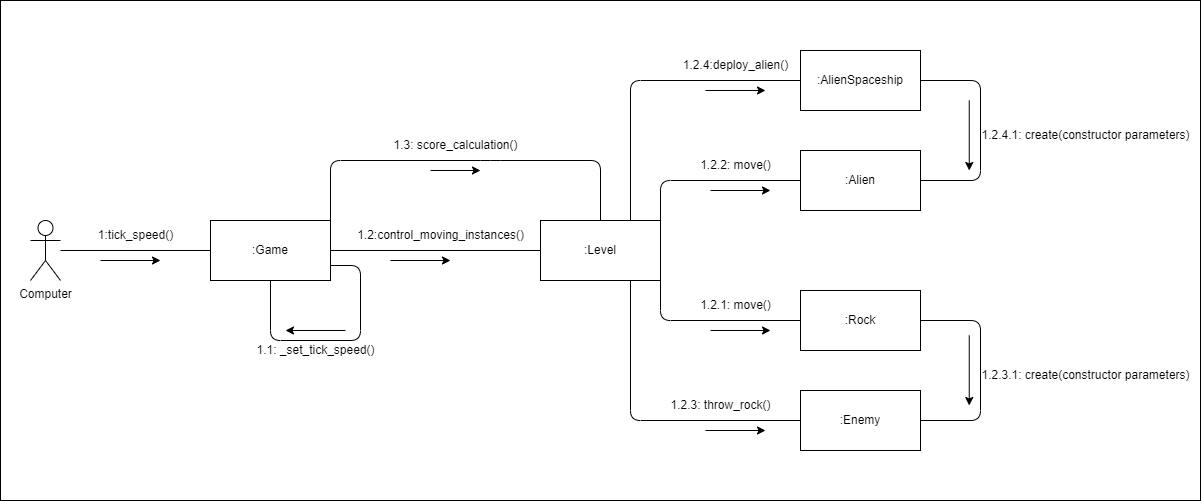 1.2.4:deploy_alien()
:AlienSpaceship
1.2.4.1: create(constructor parameters)
1.3: score_calculation()
1.2.2: move()
:Alien
1:tick_speed()
:Game
1.2:control_moving_instances()
:Level
Computer
1.2.1: move()
:Rock
1.1: _set_tick_speed()
1.2.3.1: create(constructor parameters)
1.2.3: throw_rock()
:Enemy